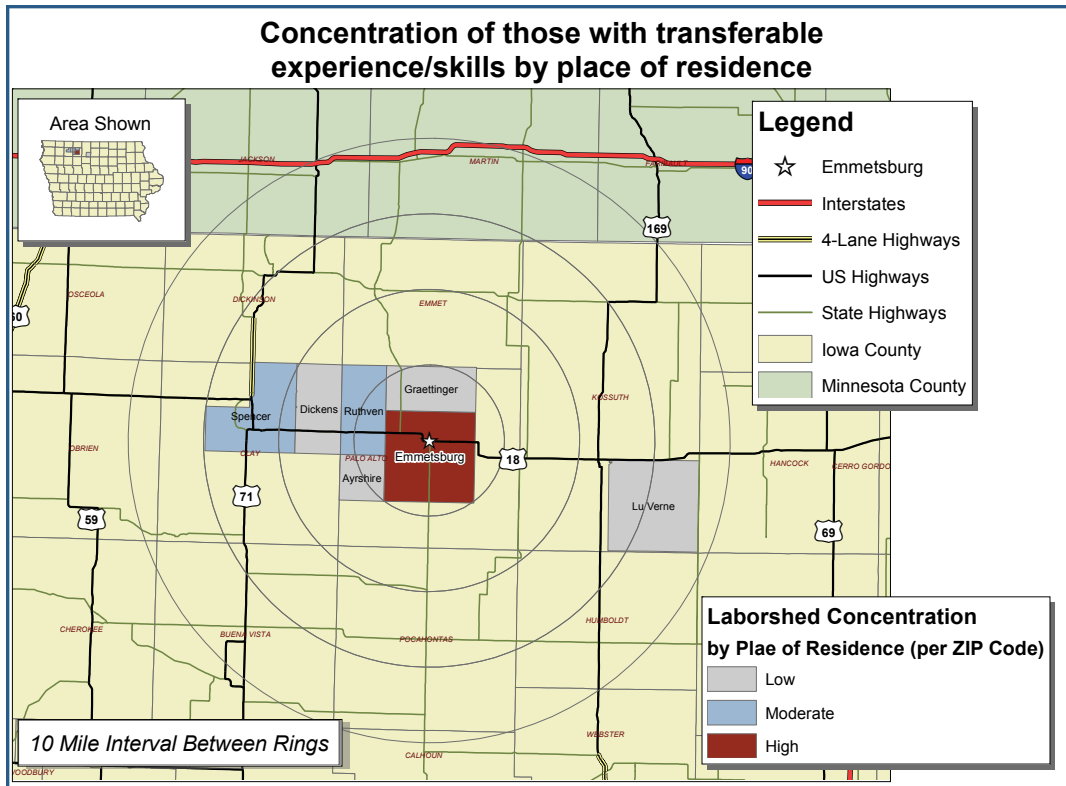 Concentration of those with transferable
experience/skills by place of residence
Area Shown
Legend
Emmetsburg
Interstates
4-Lane Highways
US Highways
State Highways
Iowa County
Minnesota County
JACKSON
MARTIN
FARIBAULT
90
169
OSCEOLA
DICKINSON
EMMET
60
Graettinger
Spencer
Dickens
Ruthven
KOSSUTH
OBRIEN
CLAY
PALO ALTO
Emmetsburg
18
HANCOCK
CERRO GORDO
Ayrshire
71
59
Lu Verne
69
CHEROKEE
BUENA VISTA
POCAHONTAS
HUMBOLDT
Laborshed Concentration
by Plae of Residence (per ZIP Code)
Low
Moderate
High
10 Mile Interval Between Rings
WOODBURY
CALHOUN
WEBSTER